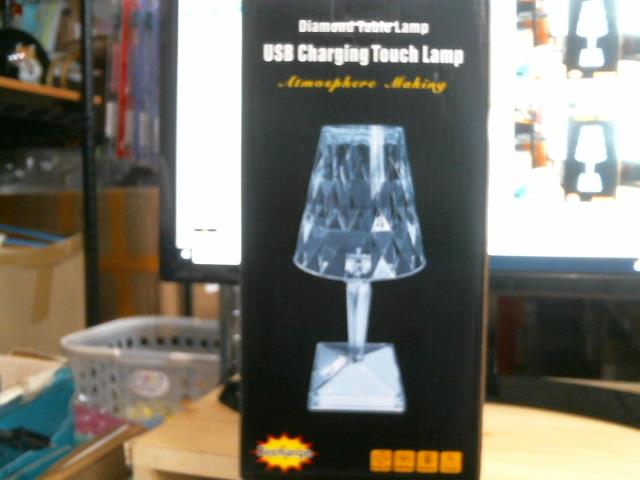 Diamond Table Lamp
USB Charging Touch Lamp
Atmosphere Making